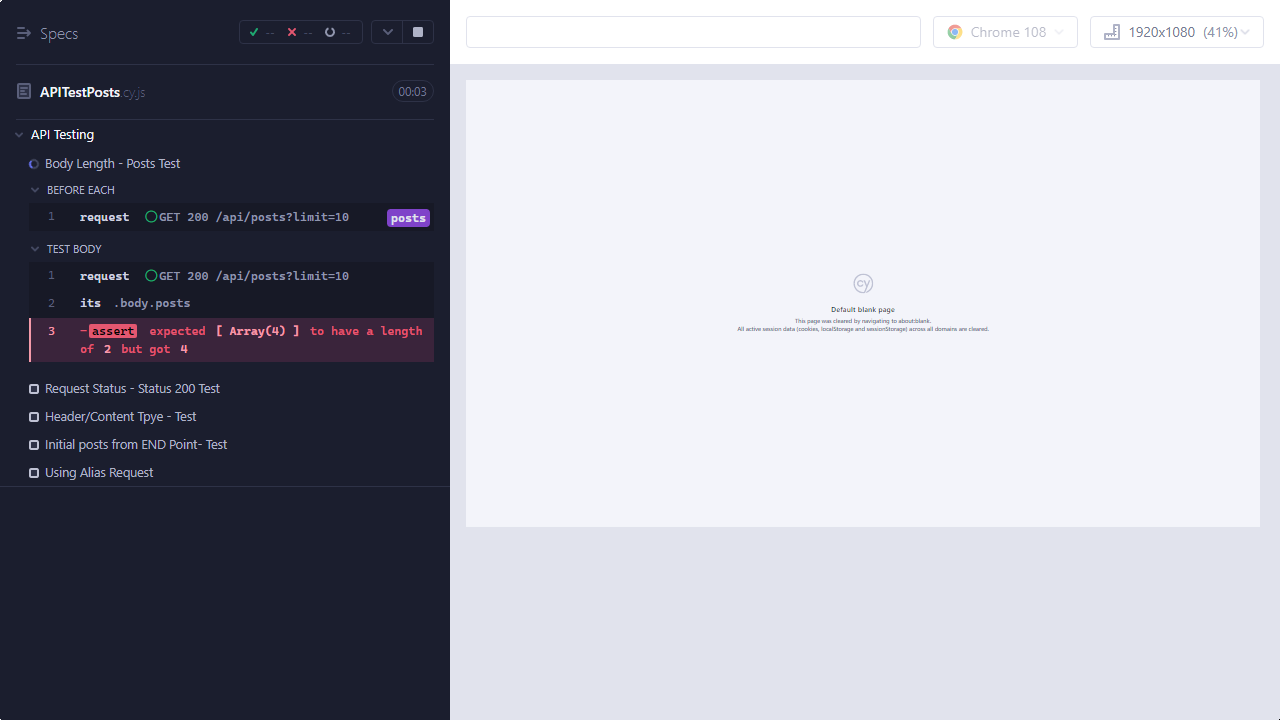 Specs
-- -- --
APITestPosts.cy.js
00:03
API Testing
Body Length - Posts Test
BEFORE EACH
1 request GET 200 /api/posts?limit=10 posts
TEST BODY
1 request GET 200 /api/posts?limit=10
2 its .body.posts
3 -assert expected [ Array(4) ] to have a length
of 2 but got 4
Request Status - Status 200 Test
Header/Content Tpye - Test
Initial posts from END Point- Test
Using Alias Request
Chrome 108
1920x1080 (41%)
cy
Default blank page
This page was cleared by navigating to about:blank.
All active session data (cookies, localStorage and sessionStorage) across all domains are cleared.